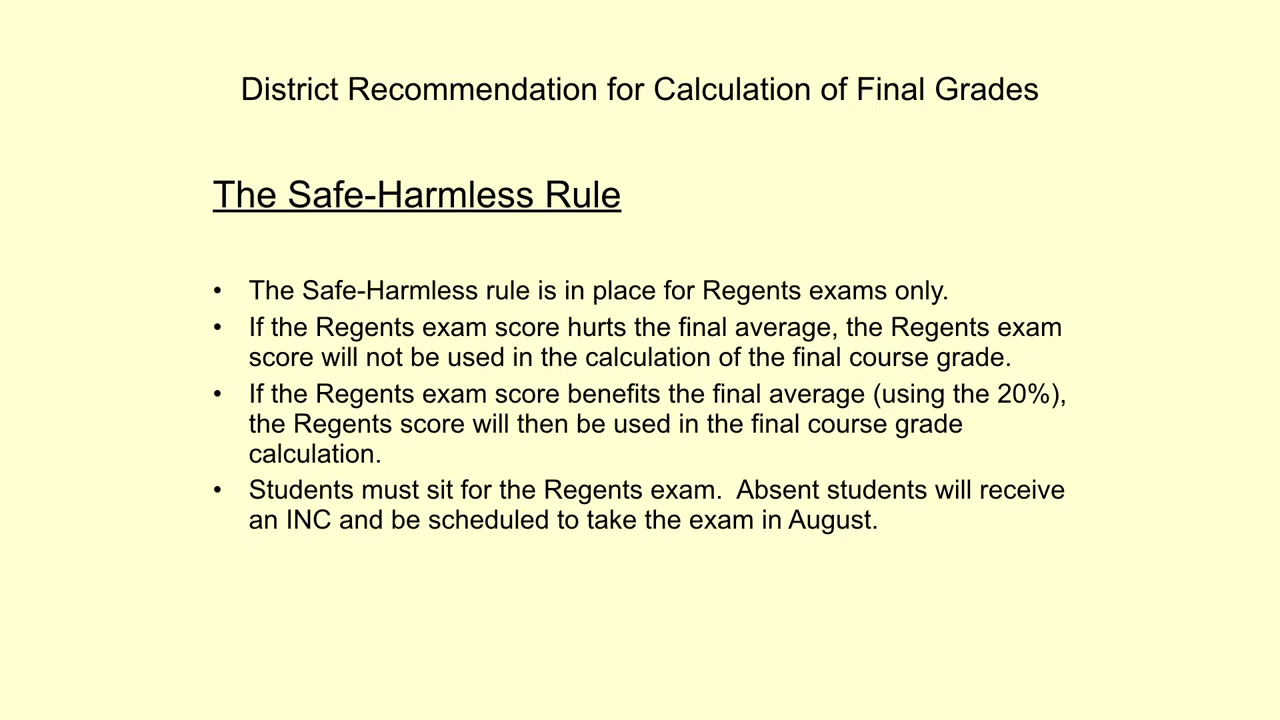 District Recommendation for Calculation of Final Grades
The Safe-Harmless Rule
• The Safe-Harmless rule is in place for Regents exams only.
• If the Regents exam score hurts the final average, the Regents exam
score will not be used in the calculation of the final course grade.
• If the Regents exam score benefits the final average (using the 20%),
the Regents score will then be used in the final course grade
calculation.
• Students must sit for the Regents exam.  Absent students will receive
an INC and be scheduled to take the exam in August.